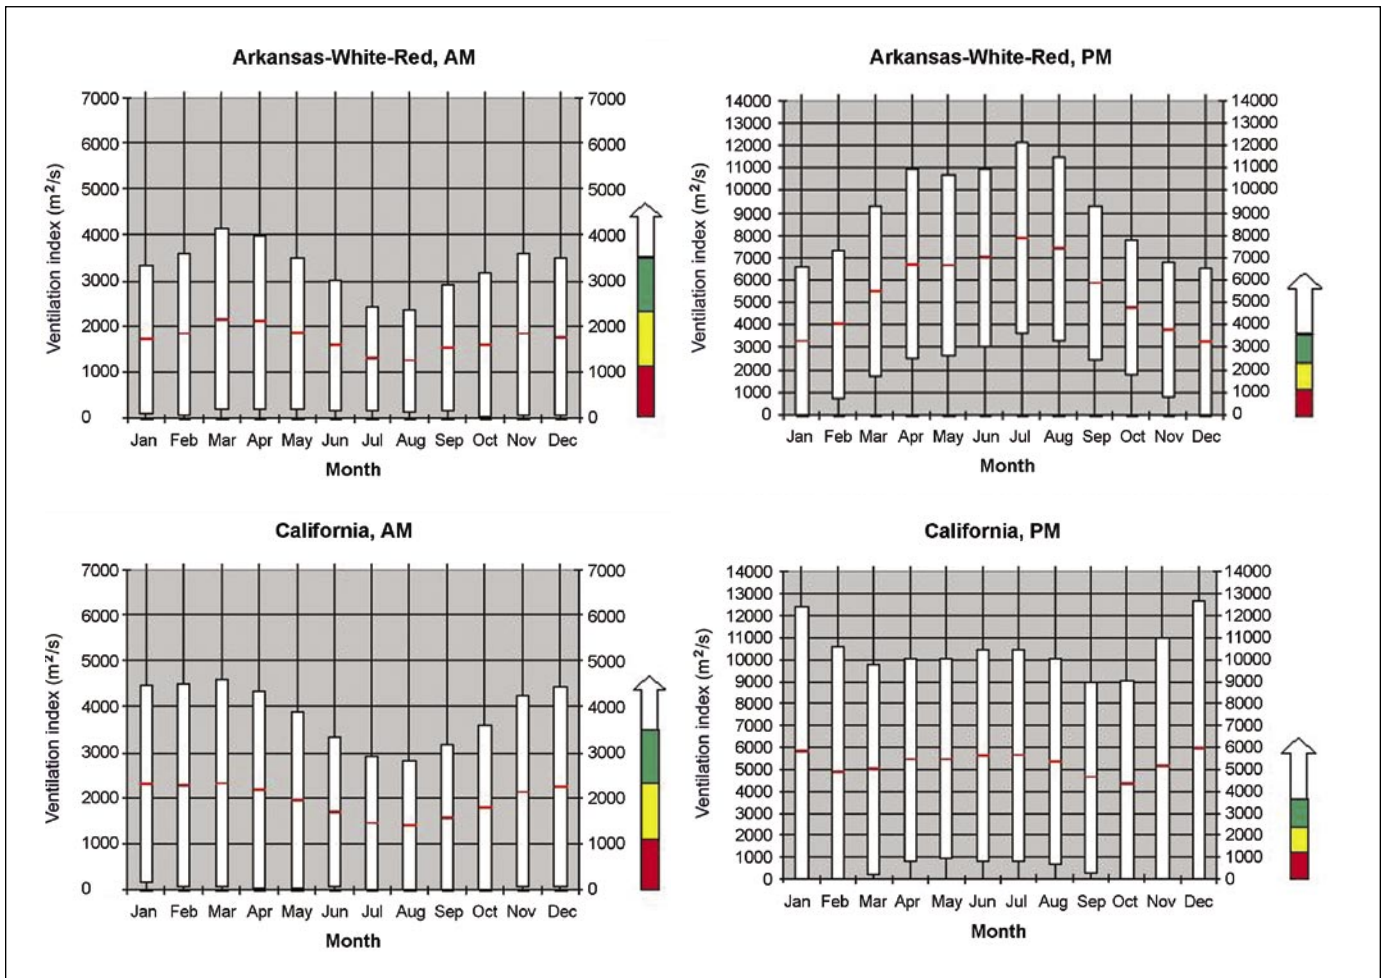 Arkansas-White-Red, AM
Ventilation index (m²/s)
7000 7000
6000 6000
5000 5000
4000 4000
3000 3000
2000 2000
1000 1000
0 0
Jan Feb Mar Apr May Jun Jul Aug Sep Oct Nov Dec
Month
Arkansas-White-Red, PM
Ventilation index (m²/s)
14000 14000
13000 13000
12000 12000
11000 11000
10000 10000
9000 9000
8000 8000
7000 7000
6000 6000
5000 5000
4000 4000
3000 3000
2000 2000
1000 1000
0 0
Jan Feb Mar Apr May Jun Jul Aug Sep Oct Nov Dec
Month
California, AM
Ventilation index (m²/s)
7000 7000
6000 6000
5000 5000
4000 4000
3000 3000
2000 2000
1000 1000
0 0
Jan Feb Mar Apr May Jun Jul Aug Sep Oct Nov Dec
Month
California, PM
Ventilation index (m²/s)
14000 14000
13000 13000
12000 12000
11000 11000
10000 10000
9000 9000
8000 8000
7000 7000
6000 6000
5000 5000
4000 4000
3000 3000
2000 2000
1000 1000
0 0
Jan Feb Mar Apr May Jun Jul Aug Sep Oct Nov Dec
Month